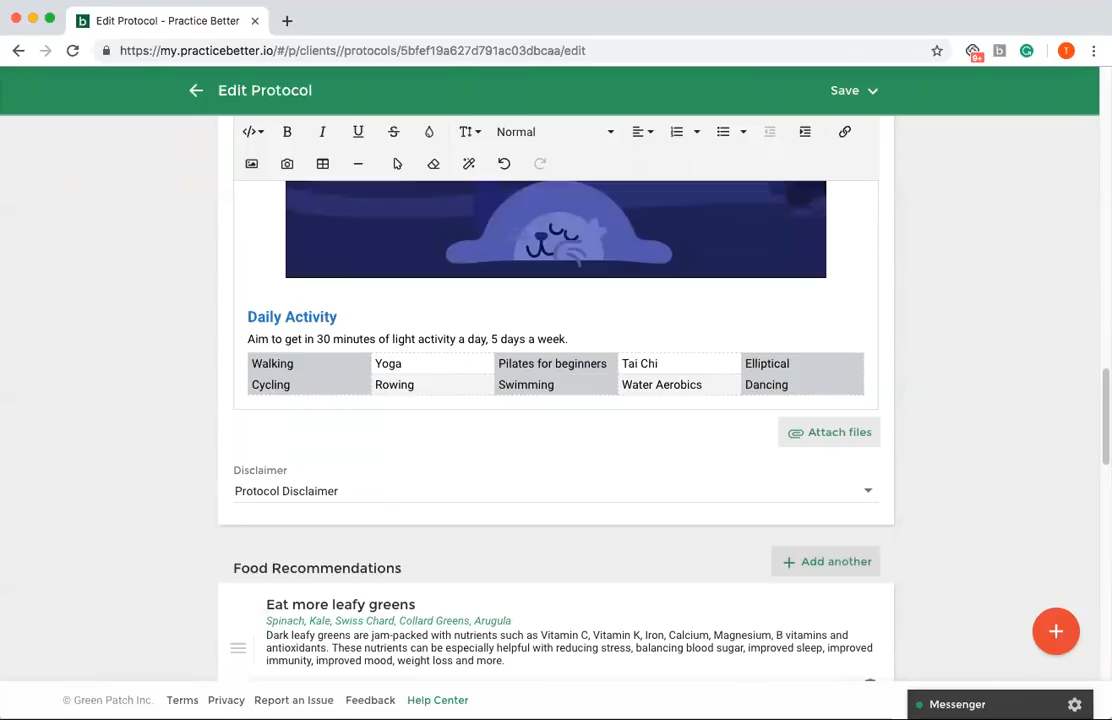 Edit Protocol - Practice Better
https://my.practicebetter.io/#/p/clients//protocols/5bfef19a627d791ac03dbcaa/edit
9+
b
T
Edit Protocol
Save
B I U S Normal
Daily Activity
Aim to get in 30 minutes of light activity a day, 5 days a week.
Walking Yoga Pilates for beginners Tai Chi Elliptical
Cycling Rowing Swimming Water Aerobics Dancing
Attach files
Disclaimer
Protocol Disclaimer
Food Recommendations
Add another
Eat more leafy greens
Spinach, Kale, Swiss Chard, Collard Greens, Arugula
Dark leafy greens are jam-packed with nutrients such as Vitamin C, Vitamin K, Iron, Calcium, Magnesium, B vitamins and
antioxidants. These nutrients can be especially helpful with reducing stress, balancing blood sugar, improved sleep, improved
immunity, improved mood, weight loss and more.
© Green Patch Inc. Terms Privacy Report an Issue Feedback Help Center
Messenger